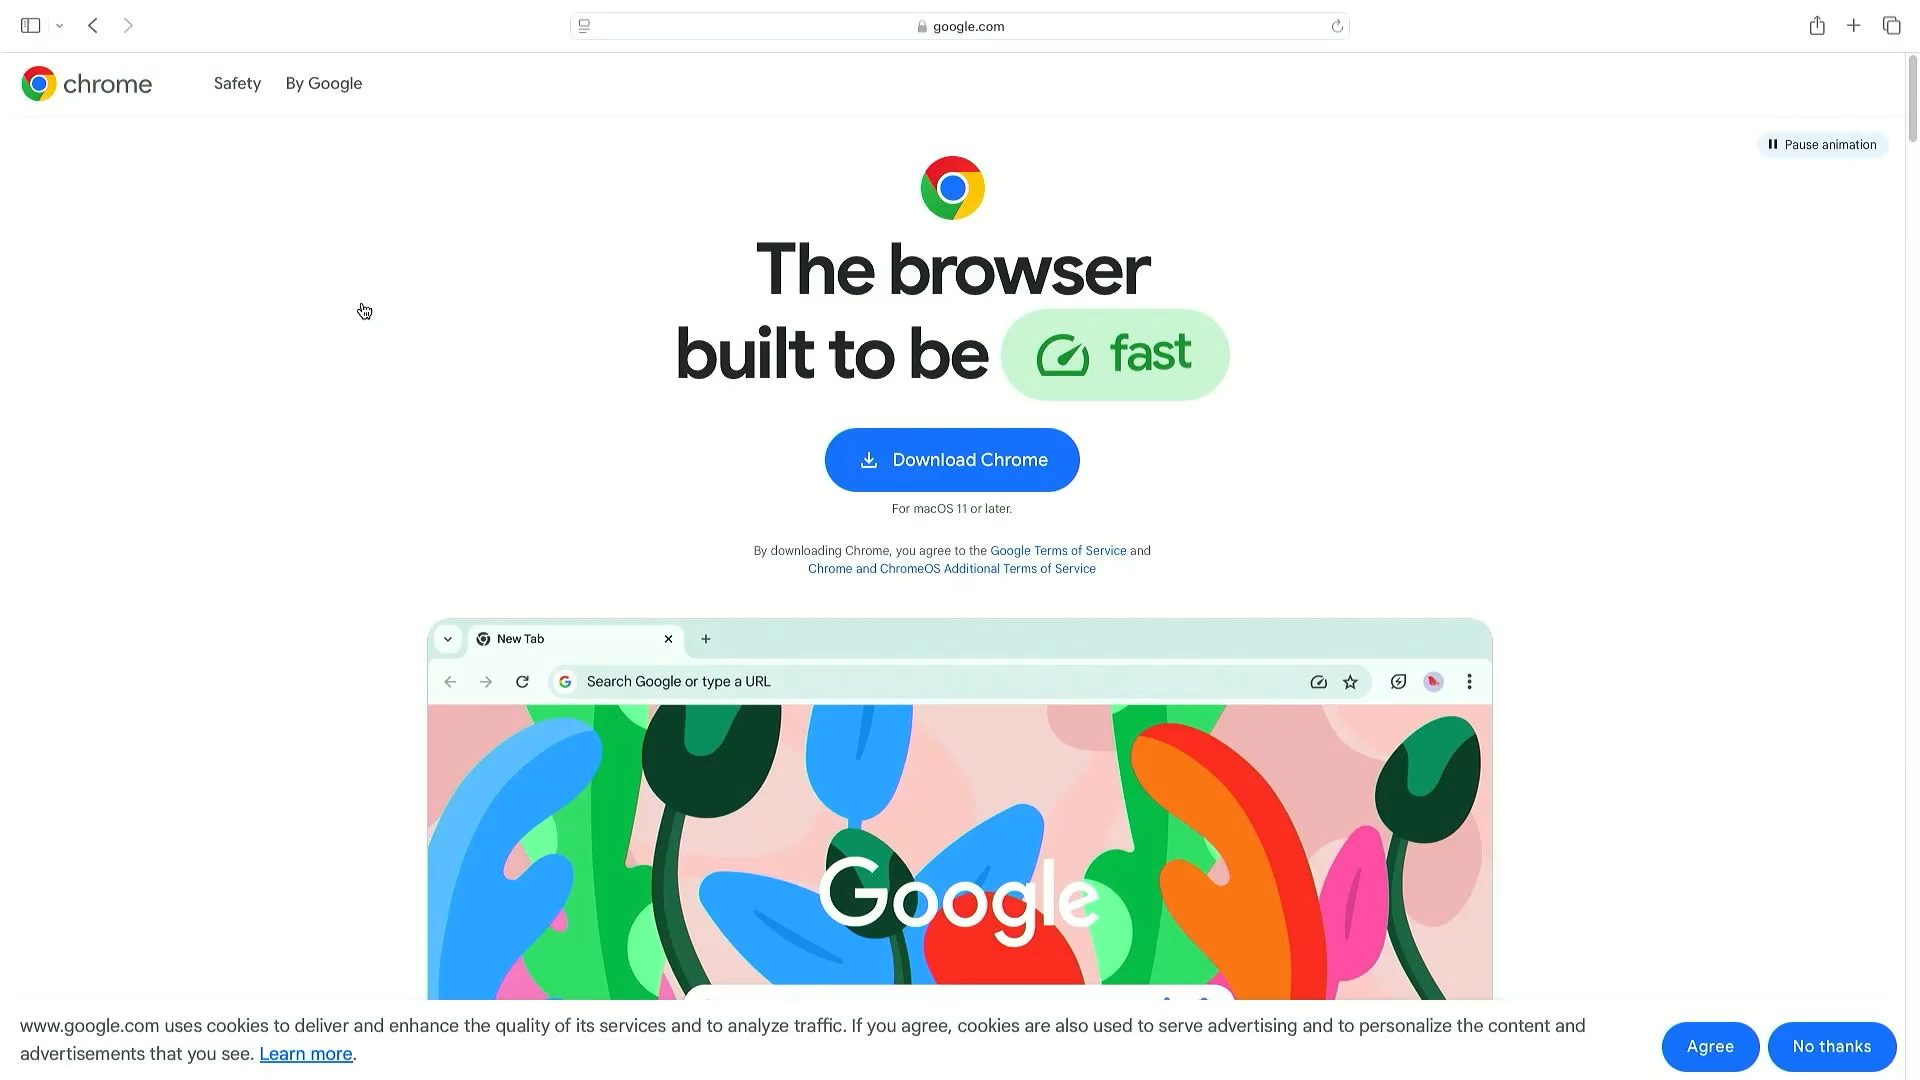 google.com
chrome
Safety
By Google
Pause animation
The browser
built to be fast
Download Chrome
For macOS 11 or later.
By downloading Chrome, you agree to the Google Terms of Service and
Chrome and ChromeOS Additional Terms of Service
New Tab
Search Google or type a URL
Google
www.google.com uses cookies to deliver and enhance the quality of its services and to analyze traffic. If you agree, cookies are also used to serve advertising and to personalize the content and
advertisements that you see. Learn more.
Agree
No thanks